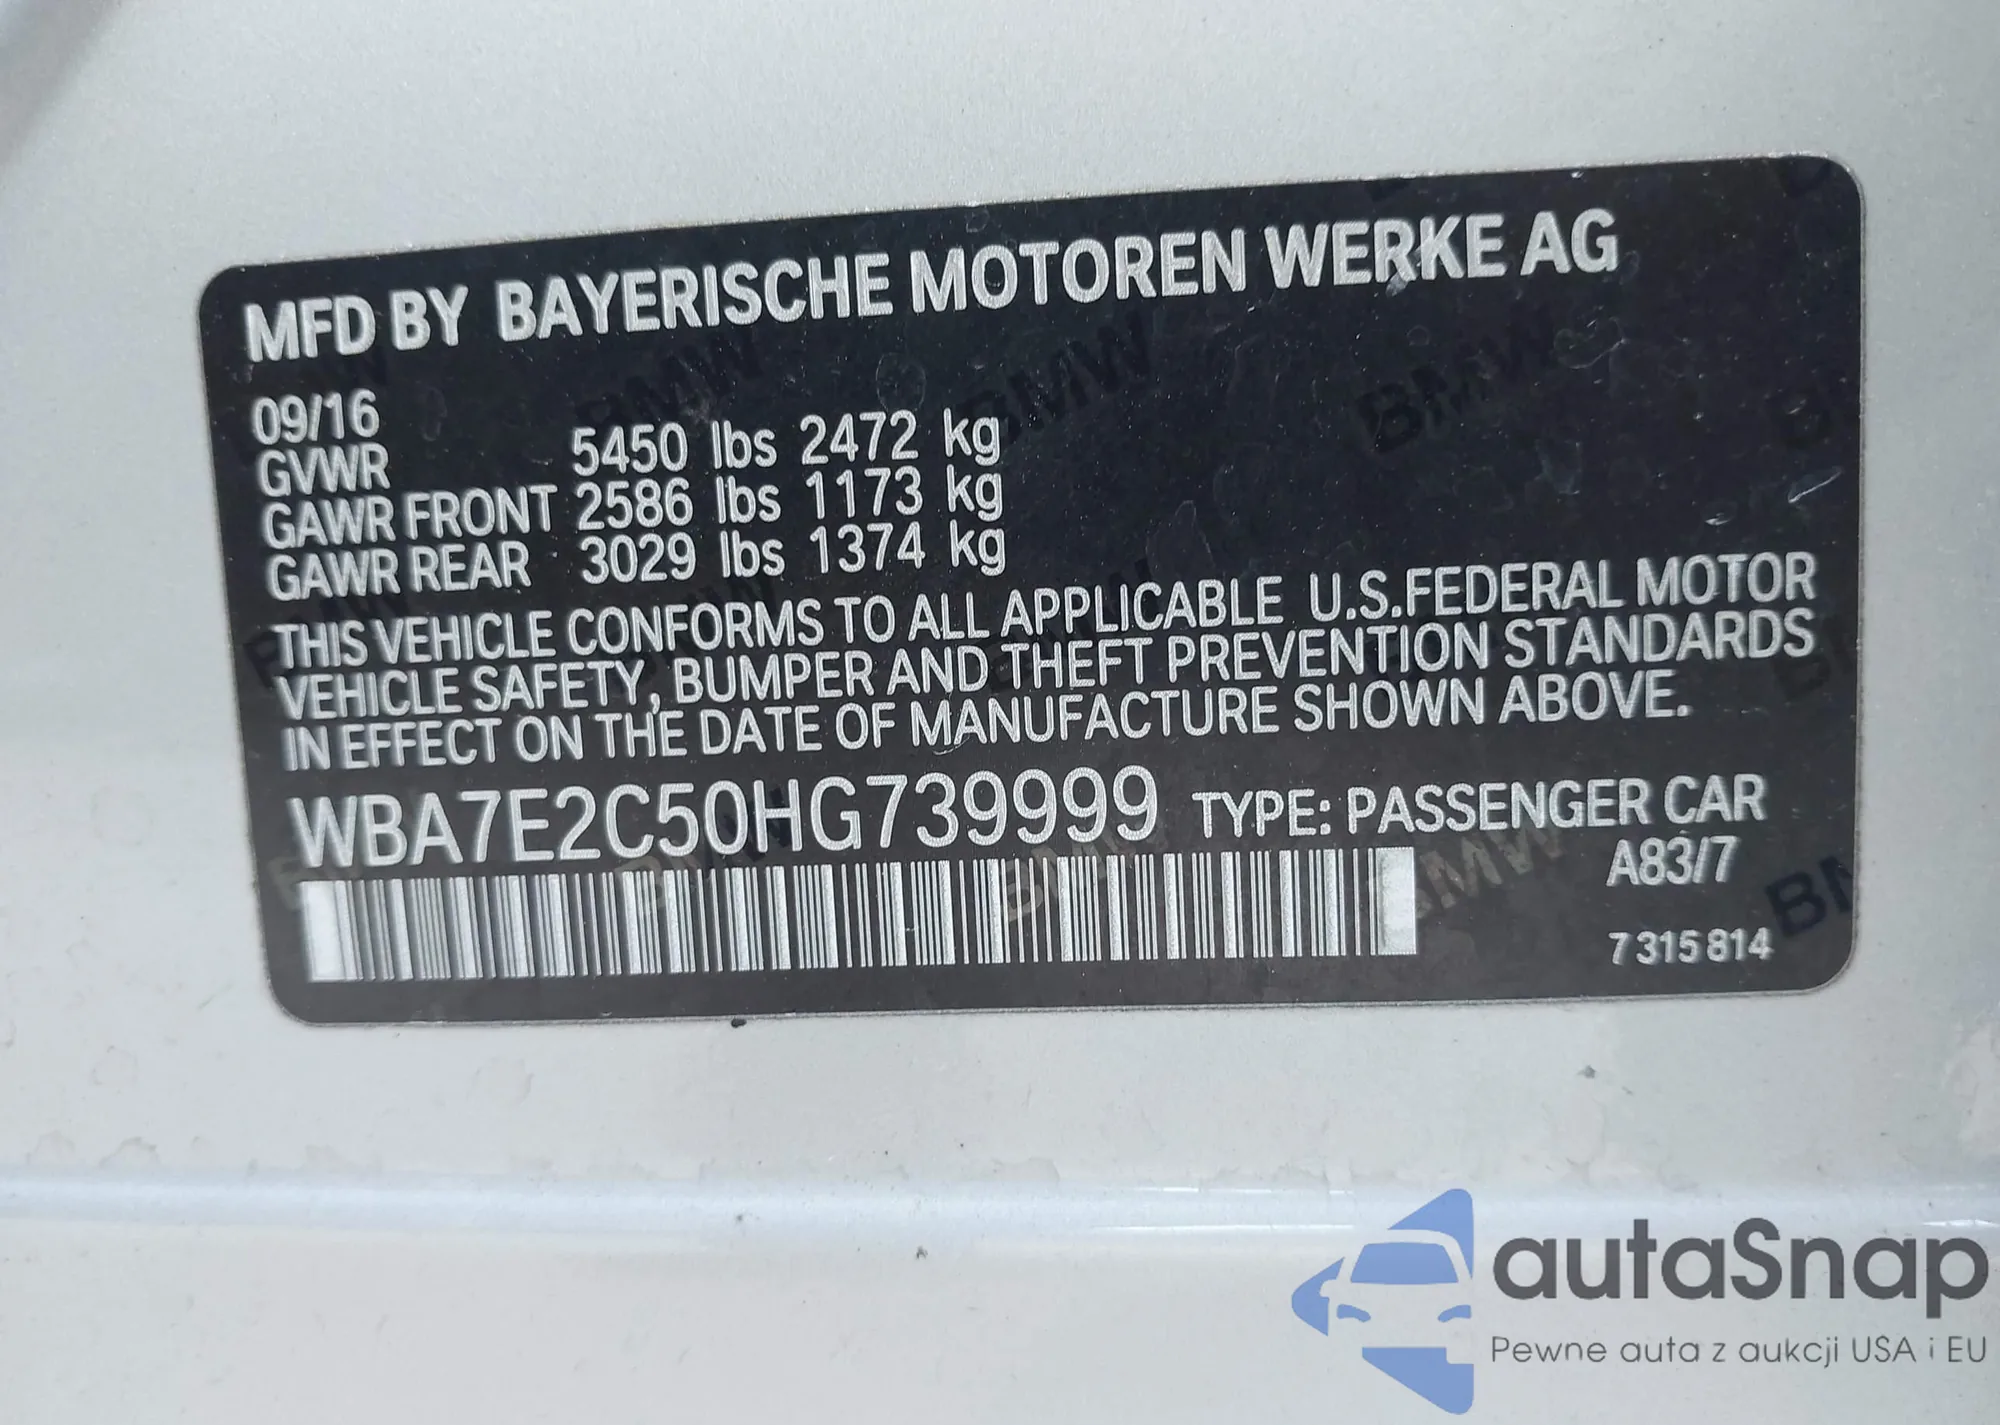 MFD BY BAYERISCHE MOTOREN WERKE AG
09/16
GVWR 5450 lbs 2472 kg
GAWR FRONT 2586 lbs 1173 kg
GAWR REAR 3029 lbs 1374 kg
THIS VEHICLE CONFORMS TO ALL APPLICABLE U.S.FEDERAL MOTOR
VEHICLE SAFETY, BUMPER AND THEFT PREVENTION STANDARDS
IN EFFECT ON THE DATE OF MANUFACTURE SHOWN ABOVE.
WBA7E2C50HG739999 TYPE: PASSENGER CAR
A83/7
7315814
autaSnap
Pewne auta z aukcji USA i EU